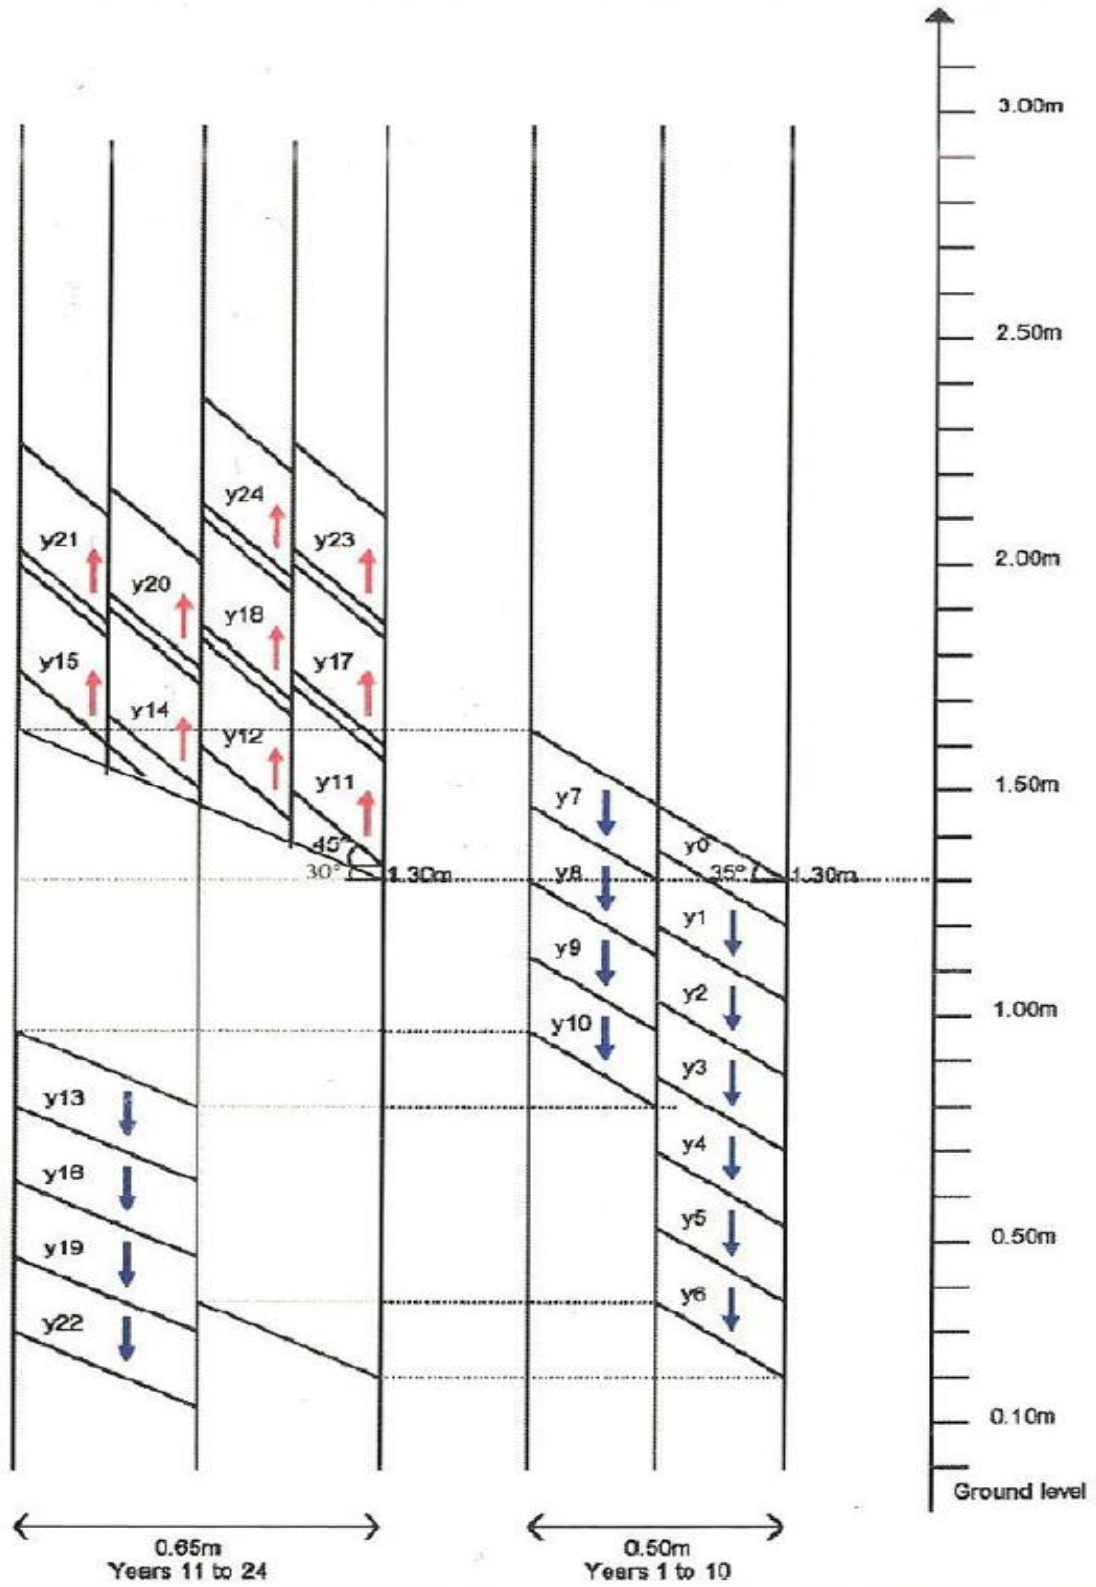 3.00m
2.50m
y24
y21
y23
2.00m
y20
y18
y15
y17
y14
y12
1.50m
y11
y7
45°
y0
30°
1.30m
y8
35°
1.30m
y1
y9
y2
1.00m
y10
y3
y13
y4
y16
y5
0.50m
y19
y6
y22
0.10m
Ground level
0.65m
0.50m
Years 11 to 24
Years 1 to 10